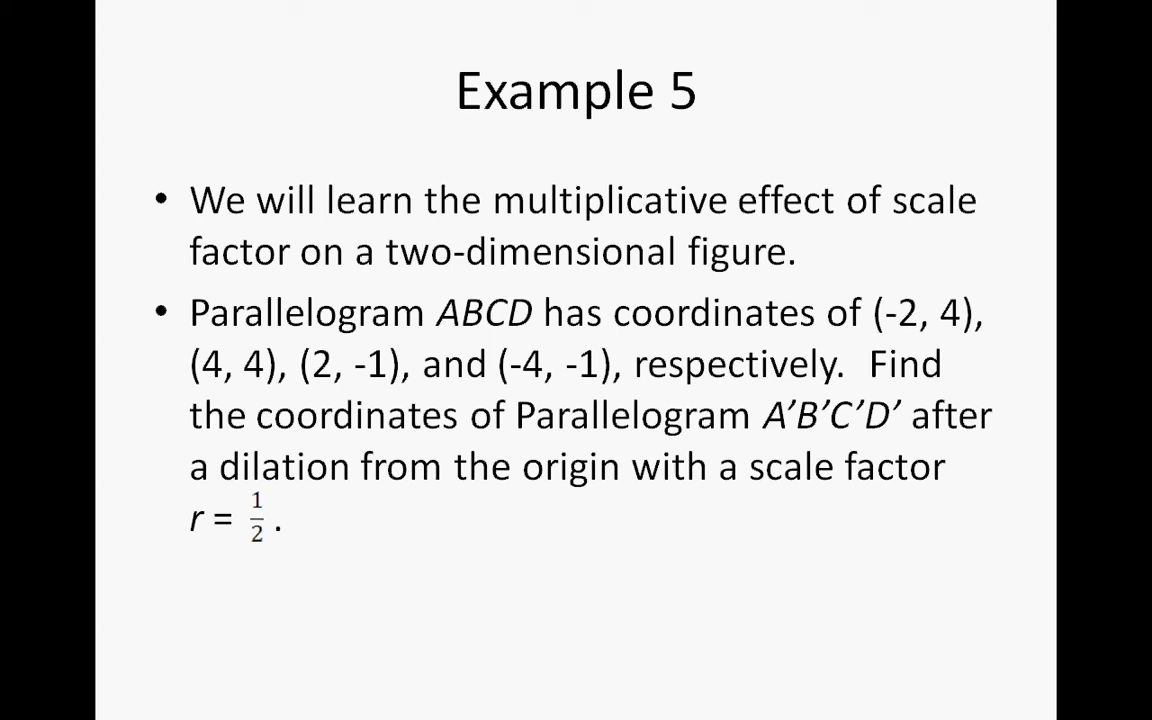 Example 5
• We will learn the multiplicative effect of scale
factor on a two-dimensional figure.
• Parallelogram ABCD has coordinates of (-2, 4),
(4, 4), (2, -1), and (-4, -1), respectively.  Find
the coordinates of Parallelogram A’B’C’D’ after
a dilation from the origin with a scale factor
r = 1/2 .